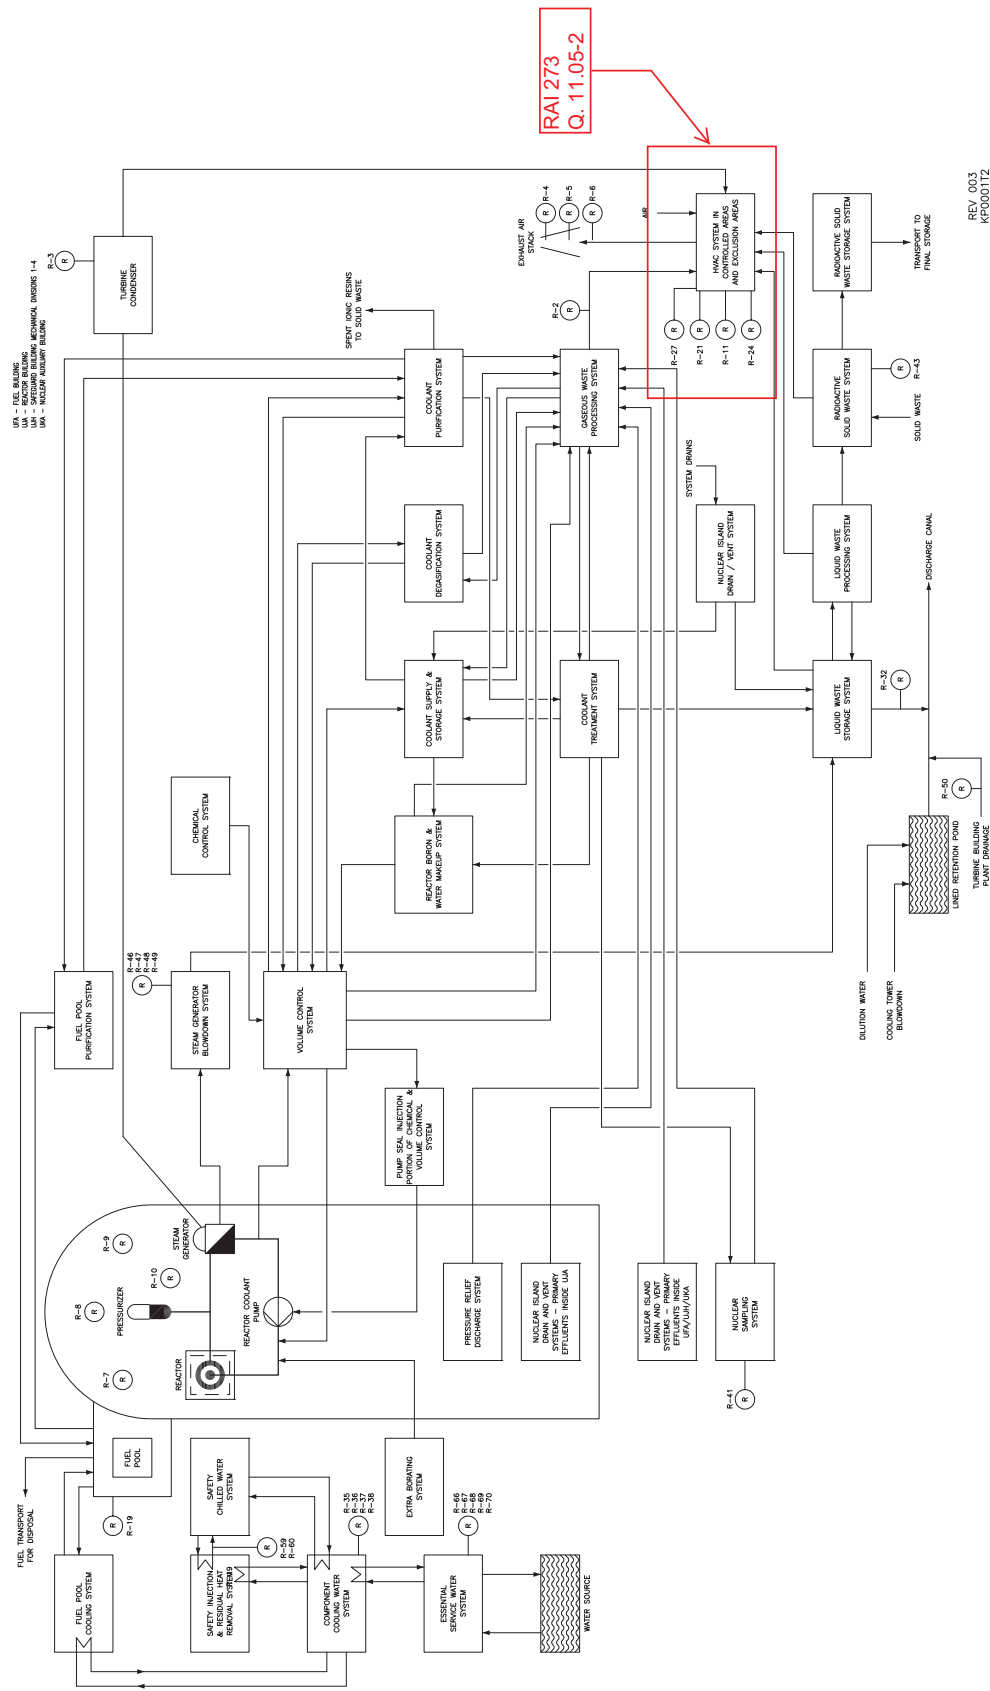 FUEL TRANSPORT
FOR DISPOSAL
UFA – FUEL BUILDING
UJA – REACTOR BUILDING
UJH – SAFEGUARD BUILDING MECHANICAL DIVISIONS 1-4
UKA – NUCLEAR AUXILIARY BUILDING
R-3
R
FUEL POOL
COOLING SYSTEM
R
R-19
FUEL
POOL
R-7
R
R-8
R
R-9
R
PRESSURIZER
R-10
R
FUEL POOL
PURIFICATION SYSTEM
TURBINE
CONDENSER
REACTOR
STEAM
GENERATOR
REACTOR COOLANT
PUMP
R-46
R-47
R-48
R-49
R
STEAM GENERATOR
BLOWDOWN SYSTEM
CHEMICAL
CONTROL SYSTEM
SAFETY INJECTION
& RESIDUAL HEAT
REMOVAL SYSTEM
SAFETY
CHILLED WATER
SYSTEM
R
R-59
R-60
COMPONENT
COOLING WATER
SYSTEM
R-35
R-36
R-37
R-38
R
VOLUME CONTROL
SYSTEM
SPENT IONIC RESINS
TO SOLID WASTE
EXTRA BORATING
SYSTEM
PUMP SEAL INJECTION
PORTION OF CHEMICAL &
VOLUME CONTROL
SYSTEM
REACTOR BORON &
WATER MAKEUP SYSTEM
COOLANT SUPPLY &
STORAGE SYSTEM
COOLANT
DEGASIFICATION SYSTEM
COOLANT
PURIFICATION SYSTEM
ESSENTIAL
SERVICE WATER
SYSTEM
R-66
R-67
R-68
R-69
R-70
R
PRESSURE RELIEF
DISCHARGE SYSTEM
WATER SOURCE
NUCLEAR ISLAND
DRAIN AND VENT
SYSTEMS – PRIMARY
EFFLUENTS INSIDE UJA
COOLANT
TREATMENT SYSTEM
GASEOUS WASTE
PROCESSING SYSTEM
R-2
R
EXHAUST AIR
STACK
R-4
R
R-5
R
R-6
R
RAI 273
Q. 11.05-2
NUCLEAR ISLAND
DRAIN AND VENT
SYSTEMS – PRIMARY
EFFLUENTS INSIDE
UFA/UJH/UKA
R-41
R
NUCLEAR
SAMPLING
SYSTEM
SYSTEM DRAINS
NUCLEAR ISLAND
DRAIN / VENT SYSTEM
AIR
R-27
R
R-21
R
R-11
R
R-24
R
HVAC SYSTEM IN
CONTROLLED AREAS
AND EXCLUSION AREAS
LIQUID WASTE
STORAGE SYSTEM
LIQUID WASTE
PROCESSING SYSTEM
RADIOACTIVE
SOLID WASTE SYSTEM
RADIOACTIVE SOLID
WASTE STORAGE SYSTEM
DILUTION WATER
COOLING TOWER
BLOWDOWN
R-32
R
SOLID WASTE
R
R-43
TRANSPORT TO
FINAL STORAGE
DISCHARGE CANAL
LINED RETENTION POND
R-50
R
TURBINE BUILDING
PLANT DRAINAGE
REV 003
KP0001T2